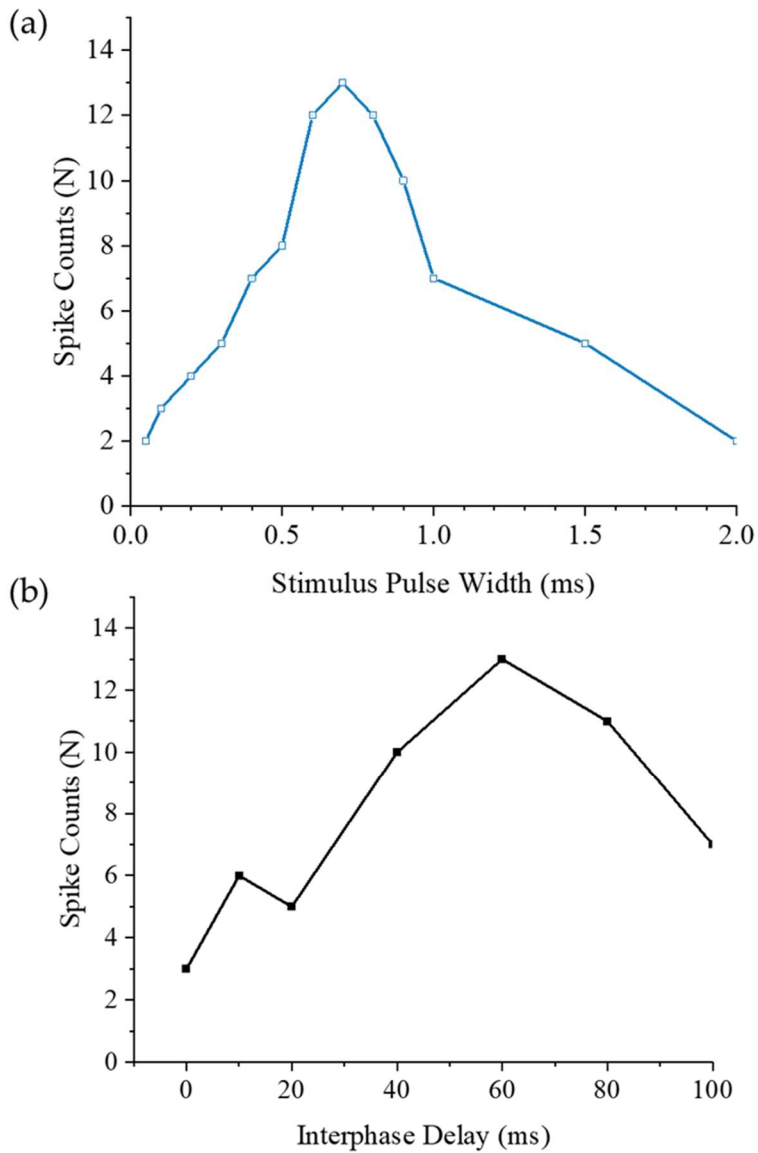 (a)
14
12
10
8
6
4
2
0
Spike Counts (N)
0.0 0.5 1.0 1.5 2.0
Stimulus Pulse Width (ms)
(b)
14
12
10
8
6
4
2
0
Spike Counts (N)
0 20 40 60 80 100
Interphase Delay (ms)